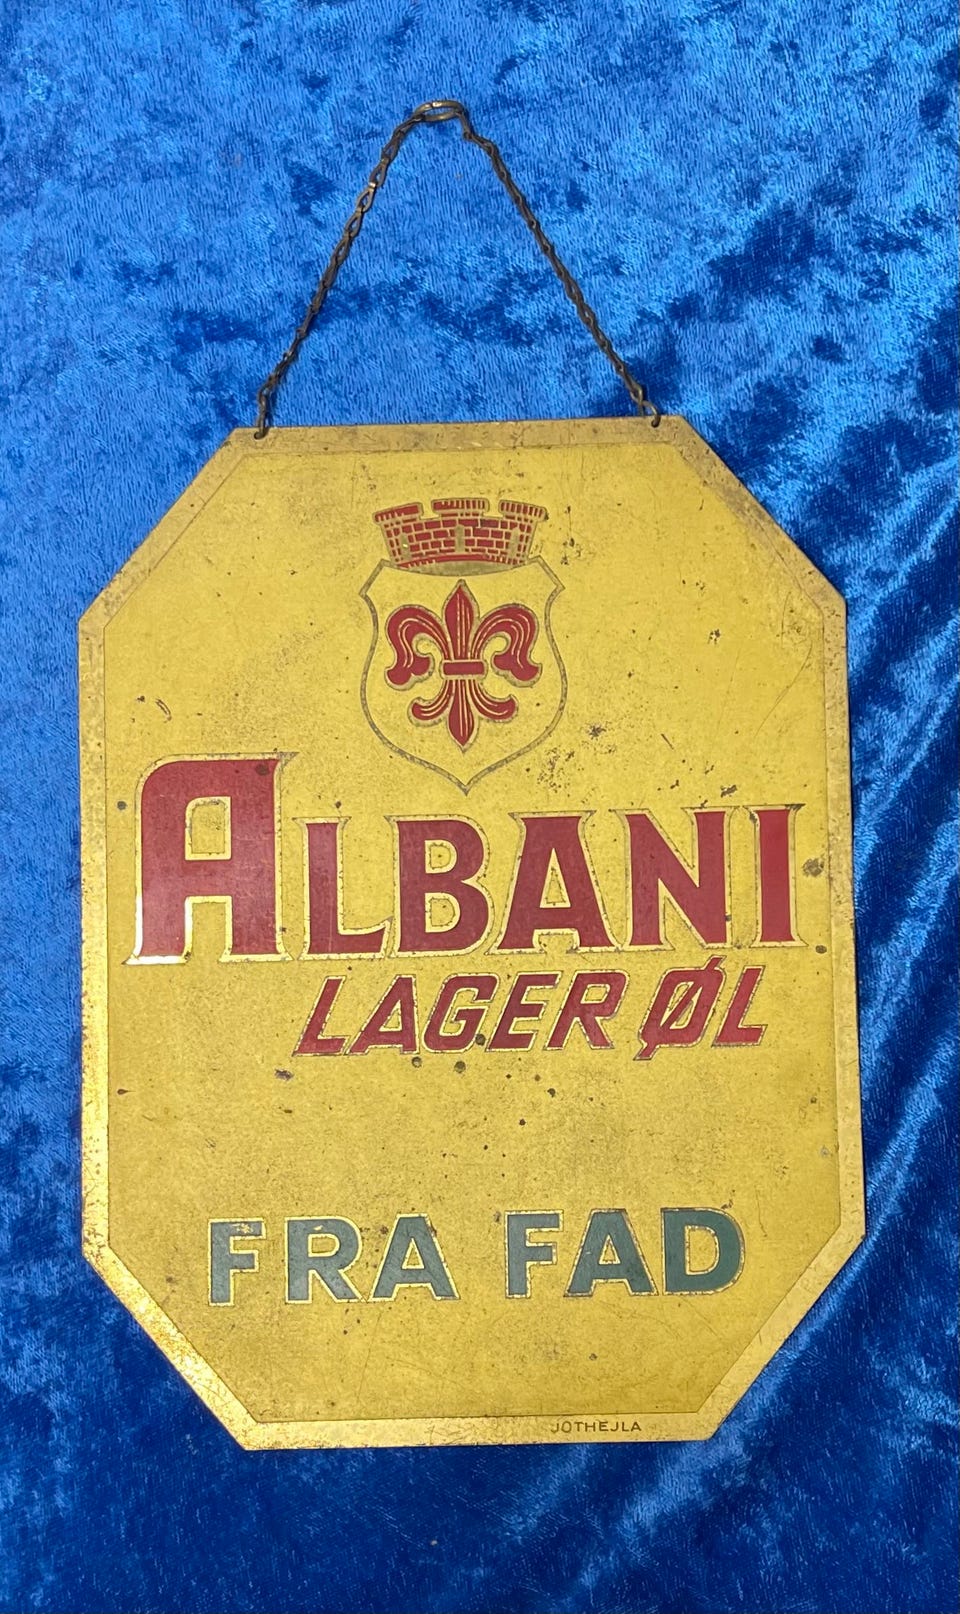 ALBANI
LAGER ØL
FRA FAD
JOTHEJLA